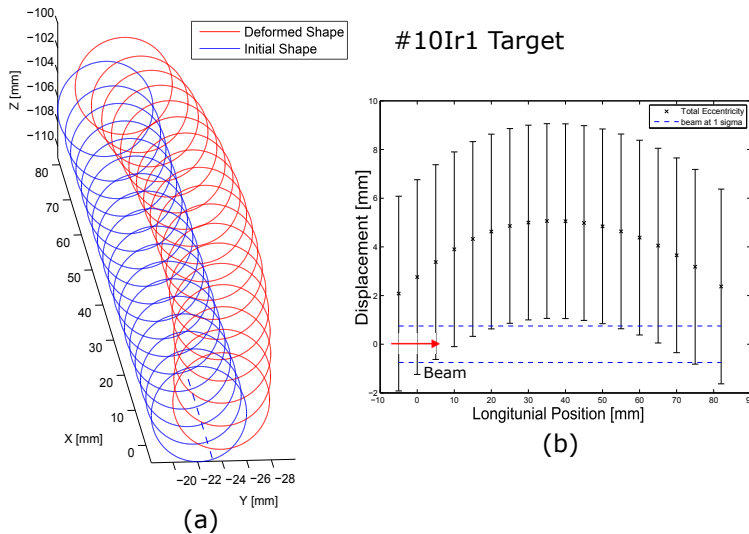 #10Ir1 Target
Deformed Shape
Initial Shape
-100
-102
-104
-106
-108
-110
Z [mm]
80
70
60
50
40
30
20
10
0
X [mm]
-20 -22 -24 -26 -28
Y [mm]
(a)
Total Eccentricity
beam at 1 sigma
10
8
6
4
2
0
-2
Displacement [mm]
Beam
-10 0 10 20 30 40 50 60 70 80 90
Longitunial Position [mm]
(b)